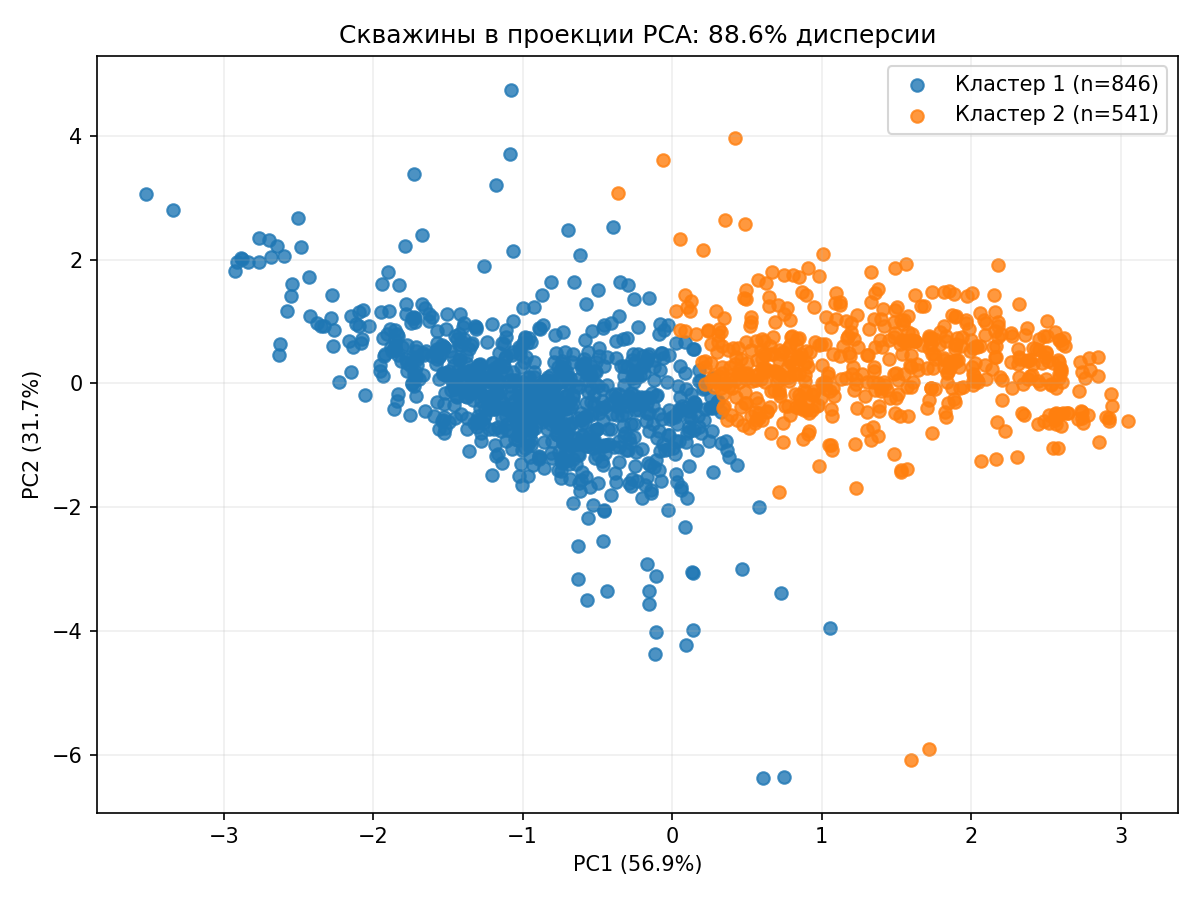 Скважины в проекции PCA: 88.6% дисперсии
Кластер 1 (n=846)
Кластер 2 (n=541)
PC2 (31.7%)
4
2
0
−2
−4
−6
−3
−2
−1
0
1
2
3
PC1 (56.9%)